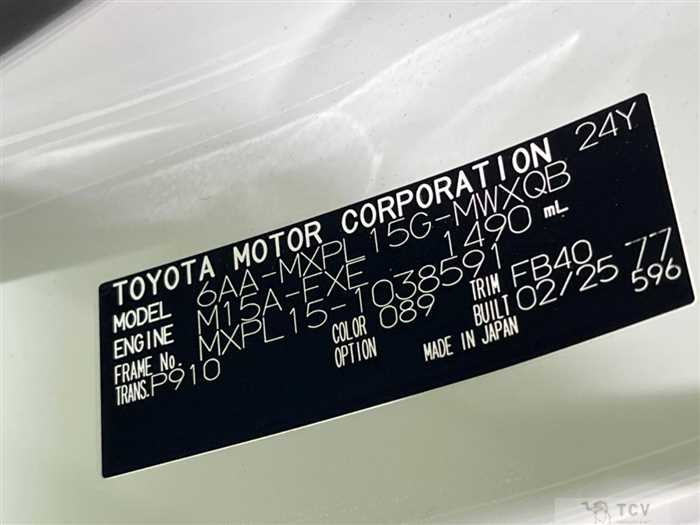 TOYOTA MOTOR CORPORATION 24Y
MODEL 6AA-MXPL15G-MWXQB
ENGINE M15A-FXE 1490 mL
FRAME No. MXPL15-1038591
COLOR 089 TRIM FB40 77
TRANS. P910 OPTION BUILT 02/25 596
MADE IN JAPAN
TCV